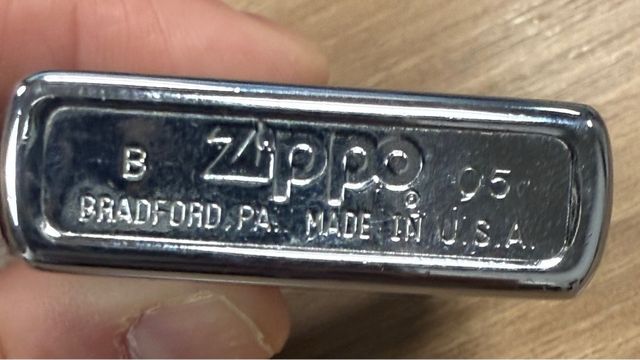 B Zippo ® 05
BRADFORD, PA. MADE IN U.S.A.